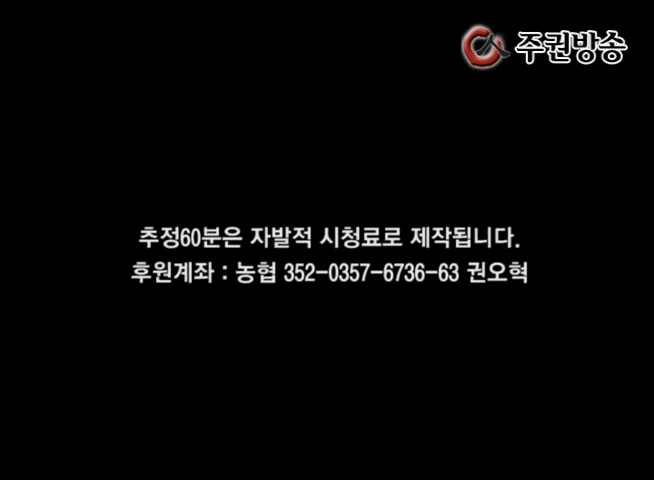 주권방송
추정60분은 자발적 시청료로 제작됩니다.
후원계좌 : 농협 352-0357-6736-63 권오혁